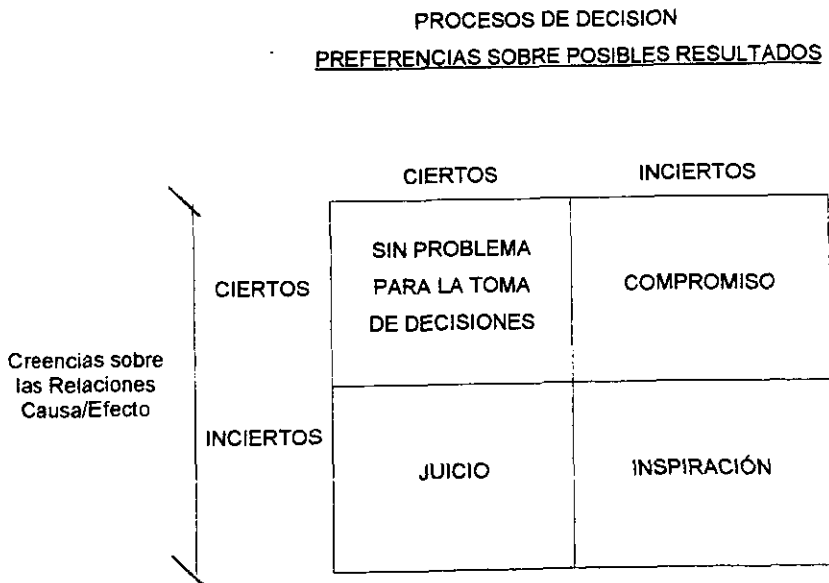 PROCESOS DE DECISION
PREFERENCIAS SOBRE POSIBLES RESULTADOS
CIERTOS INCIERTOS
CIERTOS
SIN PROBLEMA
PARA LA TOMA
DE DECISIONES
COMPROMISO
Creencias sobre
las Relaciones
Causa/Efecto
INCIERTOS
JUICIO
INSPIRACIÓN